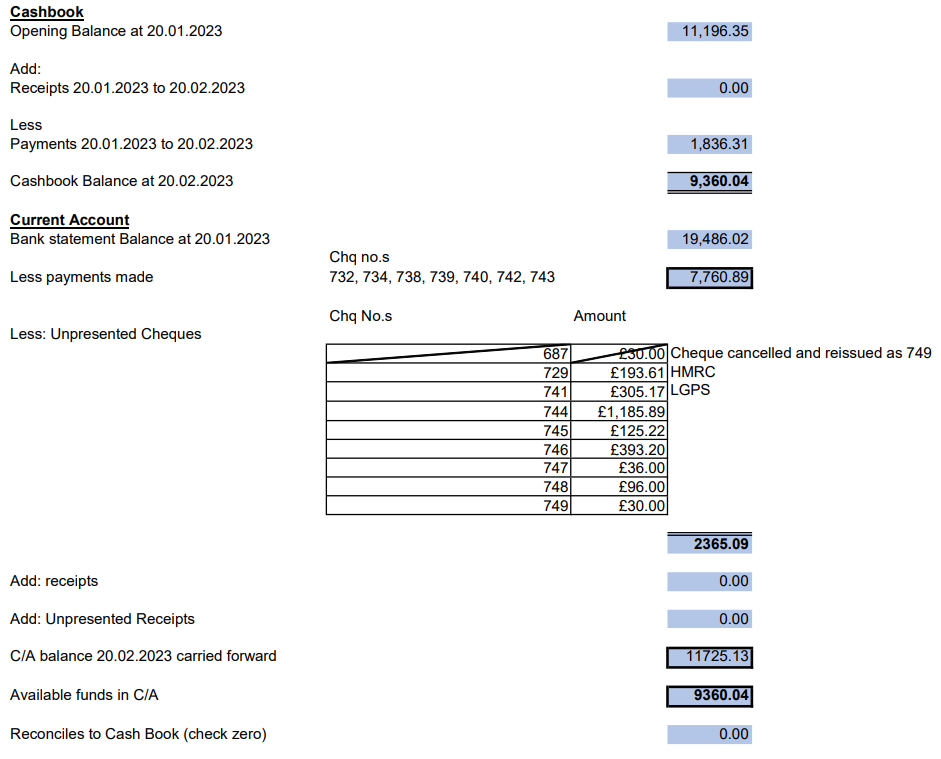 Cashbook
Opening Balance at 20.01.2023 11,196.35
Add:
Receipts 20.01.2023 to 20.02.2023 0.00
Less
Payments 20.01.2023 to 20.02.2023 1,836.31
Cashbook Balance at 20.02.2023 9,360.04
Current Account
Bank statement Balance at 20.01.2023 19,486.02
Chq no.s
Less payments made 732, 734, 738, 739, 740, 742, 743 7,760.89
Chq No.s Amount
Less: Unpresented Cheques
687 £30.00 Cheque cancelled and reissued as 749
729 £193.61 HMRC
741 £305.17 LGPS
744 £1,185.89
745 £125.22
746 £393.20
747 £36.00
748 £96.00
749 £30.00
2365.09
Add: receipts 0.00
Add: Unpresented Receipts 0.00
C/A balance 20.02.2023 carried forward 11725.13
Available funds in C/A 9360.04
Reconciles to Cash Book (check zero) 0.00